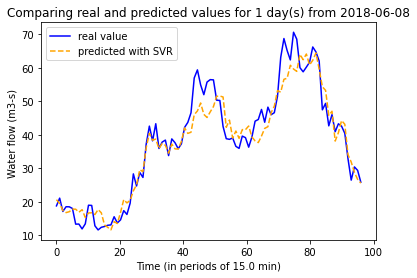 Comparing real and predicted values for 1 day(s) from 2018-06-08
real value
predicted with SVR
Water flow (m3-s)
70
60
50
40
30
20
10
0
20
40
60
80
100
Time (in periods of 15.0 min)